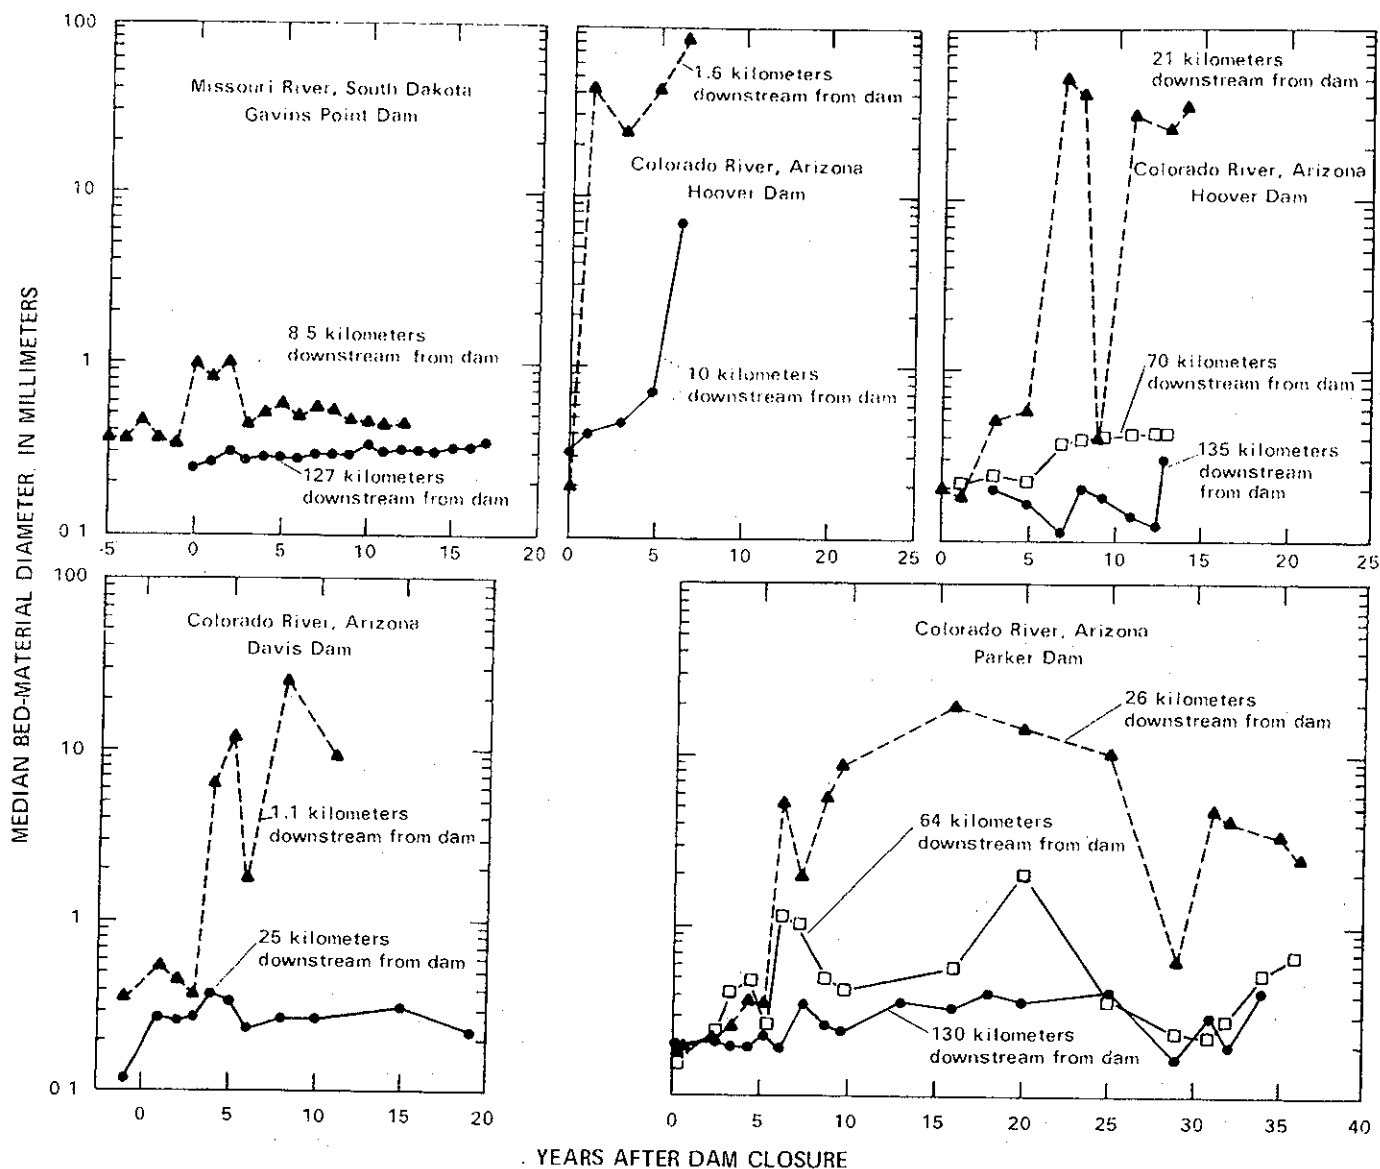 MEDIAN BED-MATERIAL DIAMETER, IN MILLIMETERS
100
10
1
0 1
Missouri River, South Dakota
Gavins Point Dam
8 5 kilometers
downstream from dam
127 kilometers
downstream from dam
-5 0 5 10 15 20
1.6 kilometers
downstream from dam
Colorado River, Arizona
Hoover Dam
10 kilometers
downstream from dam
0 5 10 15 20 25
21 kilometers
downstream from dam
Colorado River, Arizona
Hoover Dam
70 kilometers
downstream from dam
135 kilometers
downstream
from dam
0 5 10 15 20 25
100
10
1
0 1
Colorado River, Arizona
Davis Dam
1.1 kilometers
downstream from dam
25 kilometers
downstream from dam
0 5 10 15 20
Colorado River, Arizona
Parker Dam
26 kilometers
downstream from dam
64 kilometers
downstream from dam
130 kilometers
downstream from dam
0 5 10 15 20 25 30 35 40
YEARS AFTER DAM CLOSURE